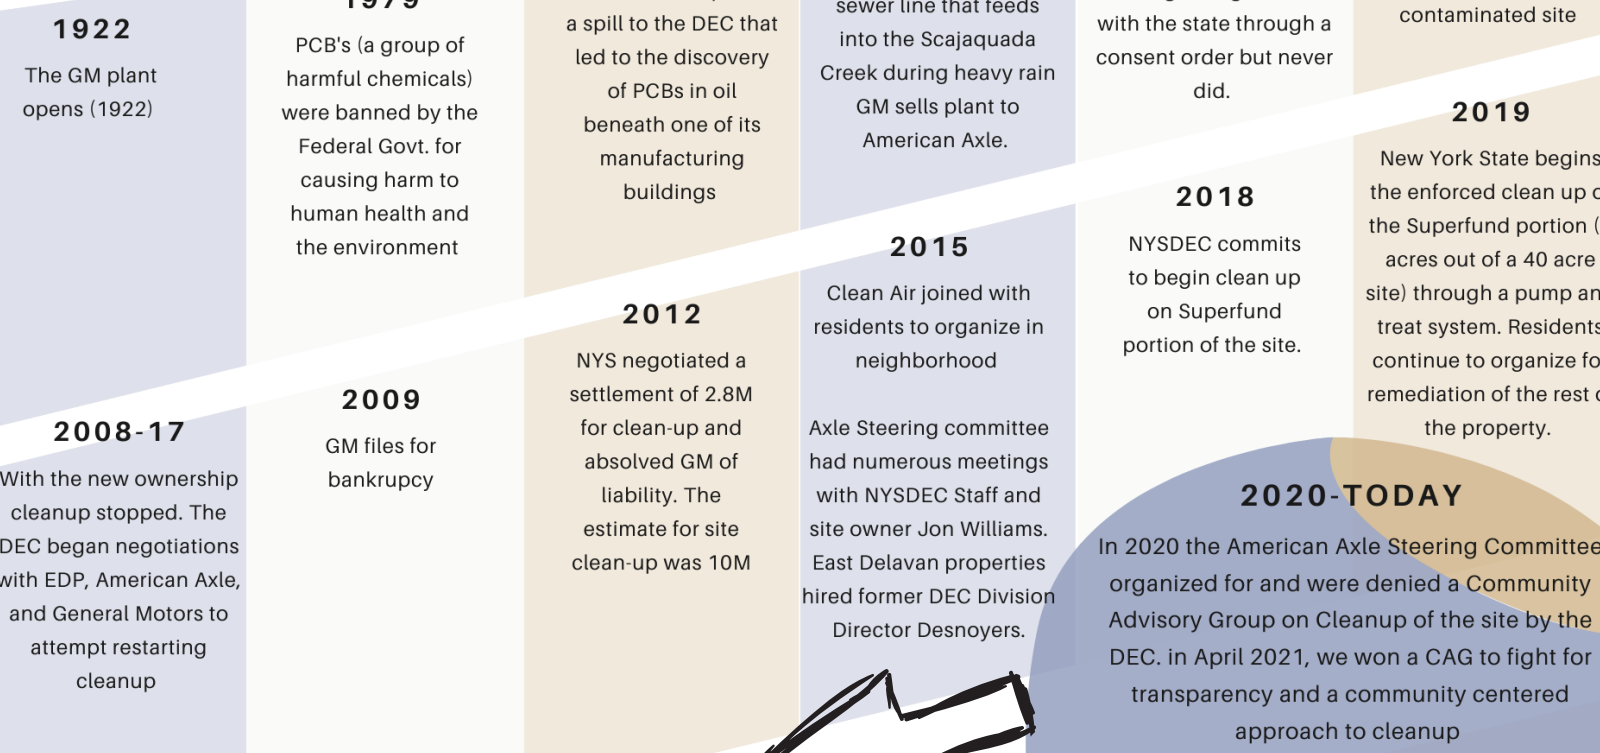 1922
The GM plant
opens (1922)
1979
PCB's (a group of
harmful chemicals)
were banned by the
Federal Govt. for
causing harm to
human health and
the environment
a spill to the DEC that
led to the discovery
of PCBs in oil
beneath one of its
manufacturing
buildings
sewer line that feeds
into the Scajaquada
Creek during heavy rain
GM sells plant to
American Axle.
with the state through a
consent order but never
did.
contaminated site
2008-17
With the new ownership
cleanup stopped. The
DEC began negotiations
with EDP, American Axle,
and General Motors to
attempt restarting
cleanup
2009
GM files for
bankrupcy
2012
NYS negotiated a
settlement of 2.8M
for clean-up and
absolved GM of
liability. The
estimate for site
clean-up was 10M
2015
Clean Air joined with
residents to organize in
neighborhood
Axle Steering committee
had numerous meetings
with NYSDEC Staff and
site owner Jon Williams.
East Delavan properties
hired former DEC Division
Director Desnoyers.
2018
NYSDEC commits
to begin clean up
on Superfund
portion of the site.
2019
New York State begins
the enforced clean up
the Superfund portion (
acres out of a 40 acre
site) through a pump
treat system. Residents
continue to organize
remediation of the rest
the property.
2020-TODAY
In 2020 the American Axle Steering Committee
organized for and were denied a Community
Advisory Group on Cleanup of the site by the
DEC. in April 2021, we won a CAG to fight for
transparency and a community centered
approach to cleanup